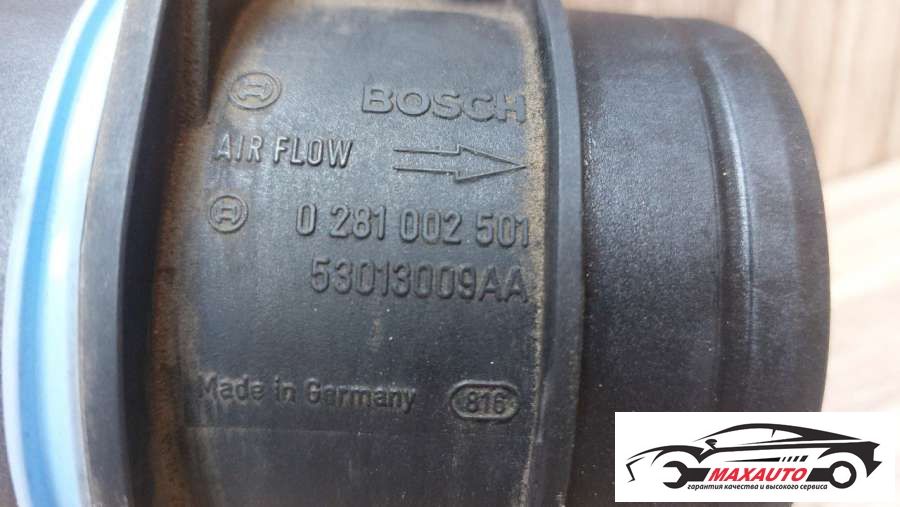 BOSCH
AIR FLOW
0 281 002 501
53013009AA
Made in Germany 816
MAXAUTO
гарантия качества и высокого сервиса